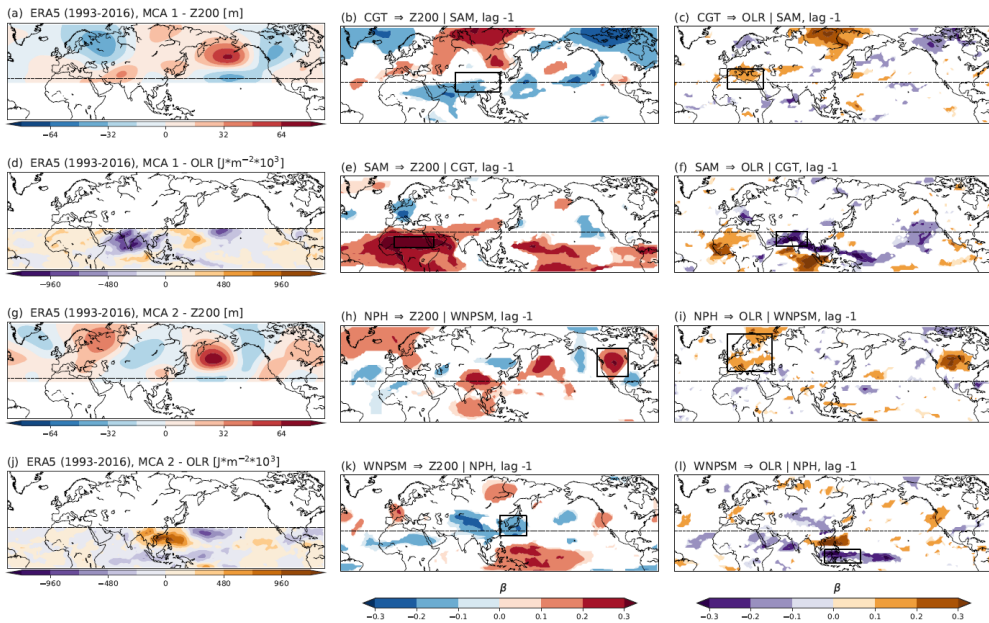 (a) ERA5 (1993-2016), MCA 1 - Z200 [m]
(b) CGT ⇒ Z200 | SAM, lag -1
(c) CGT ⇒ OLR | SAM, lag -1
−64 −32 0 32 64
(d) ERA5 (1993-2016), MCA 1 - OLR [J*m⁻²*10³]
(e) SAM ⇒ Z200 | CGT, lag -1
(f) SAM ⇒ OLR | CGT, lag -1
−960 −480 0 480 960
(g) ERA5 (1993-2016), MCA 2 - Z200 [m]
(h) NPH ⇒ Z200 | WNPSM, lag -1
(i) NPH ⇒ OLR | WNPSM, lag -1
−64 −32 0 32 64
(j) ERA5 (1993-2016), MCA 2 - OLR [J*m⁻²*10³]
(k) WNPSM ⇒ Z200 | NPH, lag -1
(l) WNPSM ⇒ OLR | NPH, lag -1
−960 −480 0 480 960
β
β
−0.3 −0.2 −0.1 0.0 0.1 0.2 0.3
−0.3 −0.2 −0.1 0.0 0.1 0.2 0.3